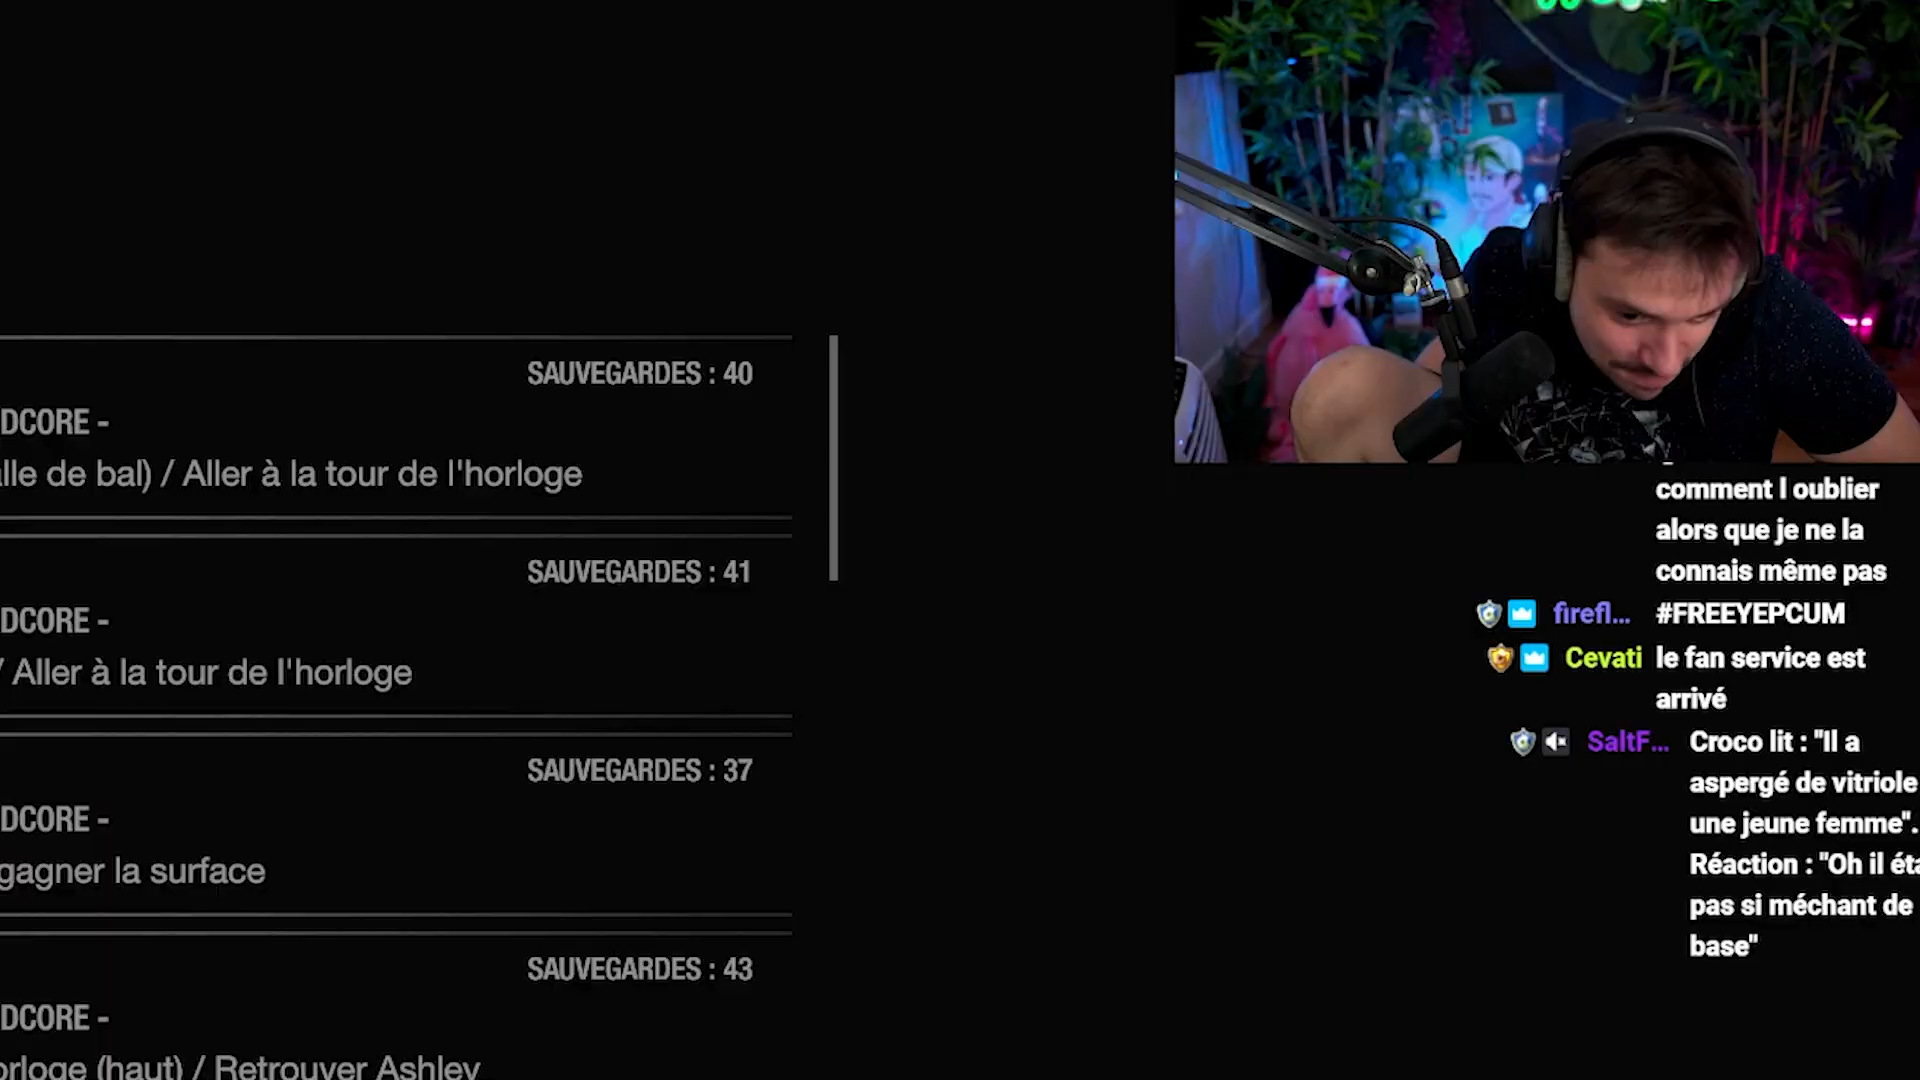 SAUVEGARDES : 40
DCORE -
lle de bal) / Aller à la tour de l'horloge
SAUVEGARDES : 41
DCORE -
/ Aller à la tour de l'horloge
SAUVEGARDES : 37
DCORE -
gagner la surface
SAUVEGARDES : 43
DCORE -
orloge (haut) / Retrouver Ashley
comment l oublier
alors que je ne la
connais même pas
firefl... #FREEYEPCUM
Cevati le fan service est
arrivé
SaltF... Croco lit : "Il a
aspergé de vitriole
une jeune femme".
Réaction : "Oh il éta
pas si méchant de
base"